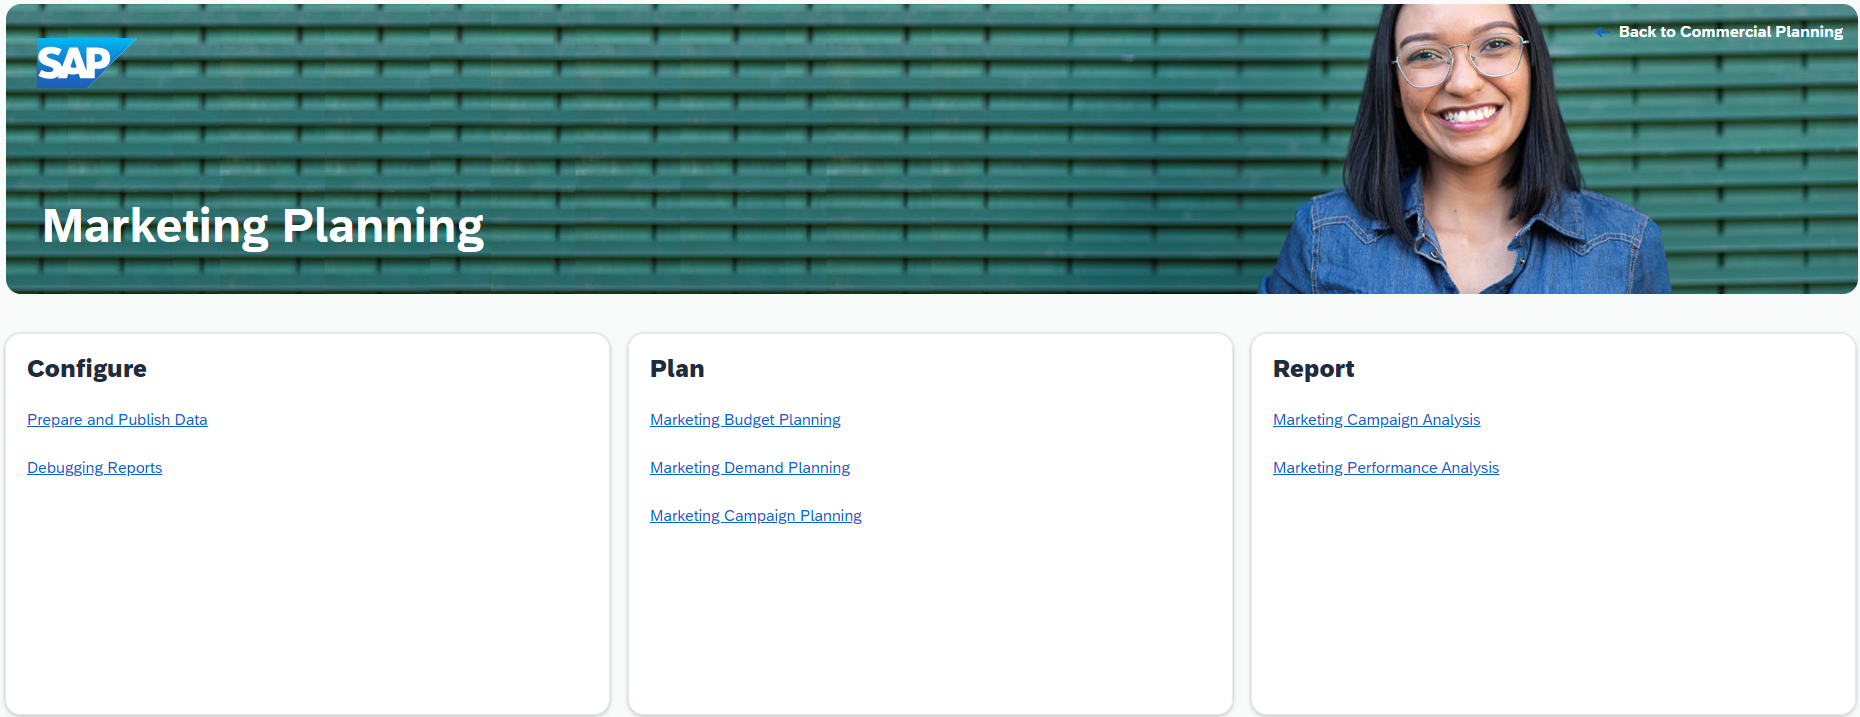 SAP
← Back to Commercial Planning
Marketing Planning
Configure
Prepare and Publish Data
Debugging Reports
Plan
Marketing Budget Planning
Marketing Demand Planning
Marketing Campaign Planning
Report
Marketing Campaign Analysis
Marketing Performance Analysis